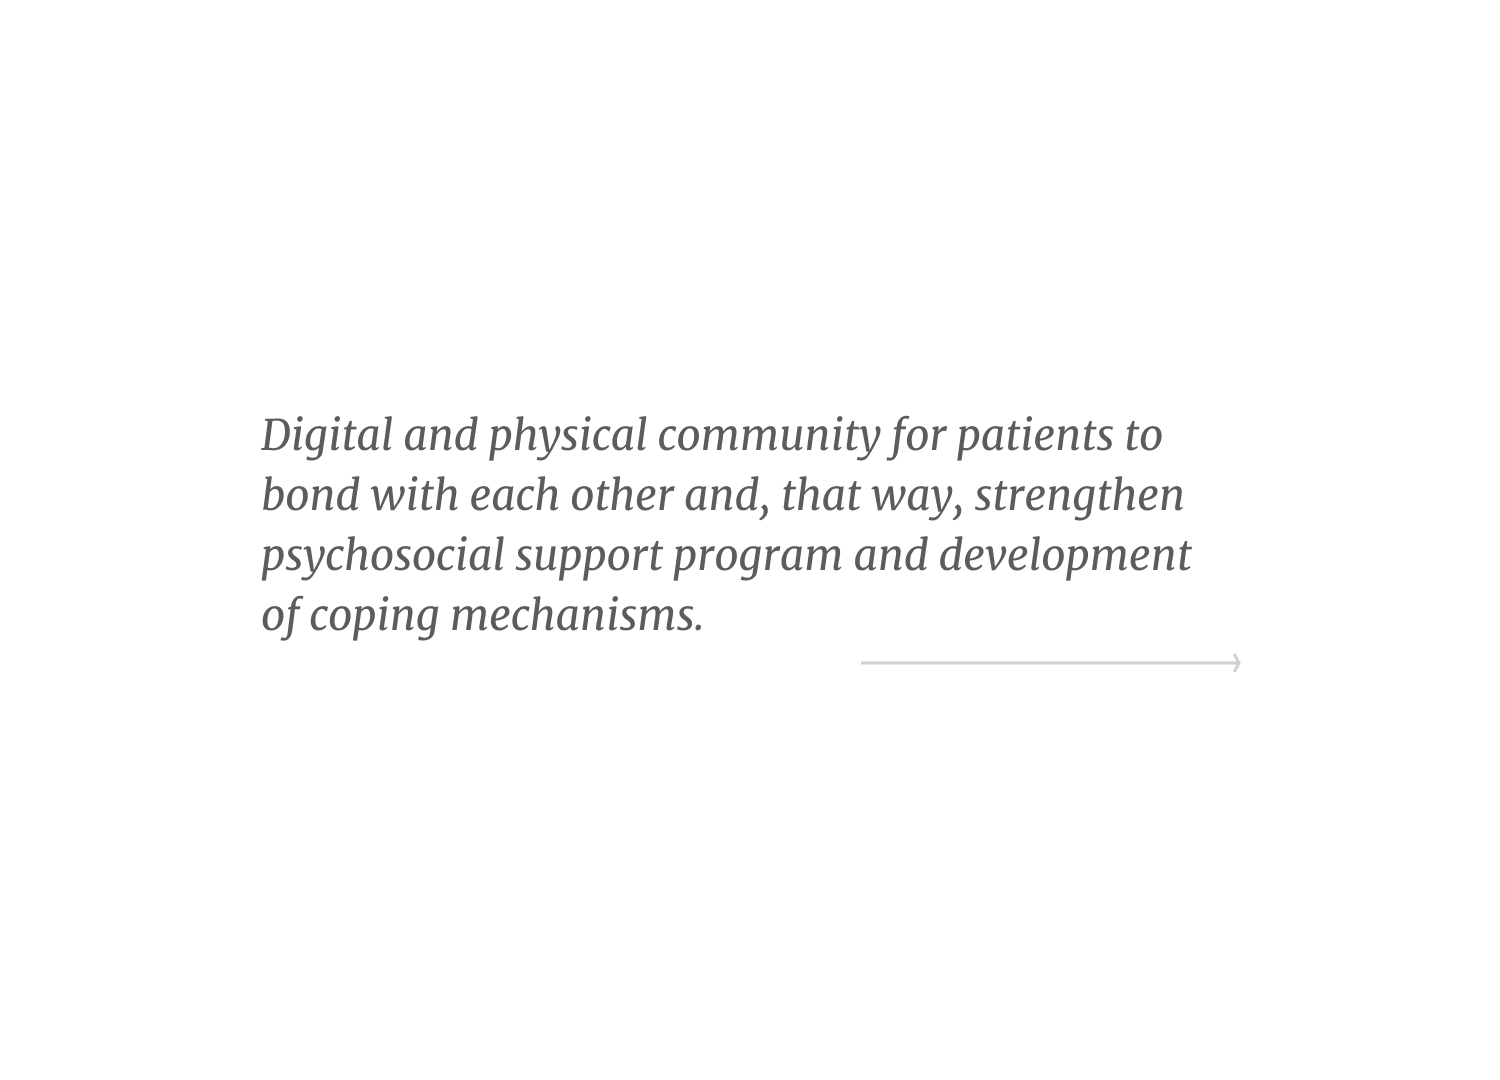 Digital and physical community for patients to
bond with each other and, that way, strengthen
psychosocial support program and development
of coping mechanisms.